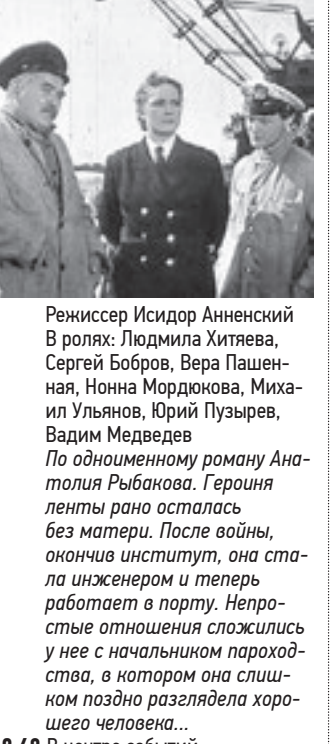 Режиссер Исидор Анненский
В ролях: Людмила Хитяева,
Сергей Бобров, Вера Пашен-
ная, Нонна Мордюкова, Миха-
ил Ульянов, Юрий Пузырев,
Вадим Медведев
По одноименному роману Ана-
толия Рыбакова. Героиня
ленты рано осталась
без матери. После войны,
окончив институт, она ста-
ла инженером и теперь
работает в порту. Непро-
стые отношения сложились
у нее с начальником пароход-
ства, в котором она слиш-
ком поздно разглядела хоро-
шего человека...
В центре событий